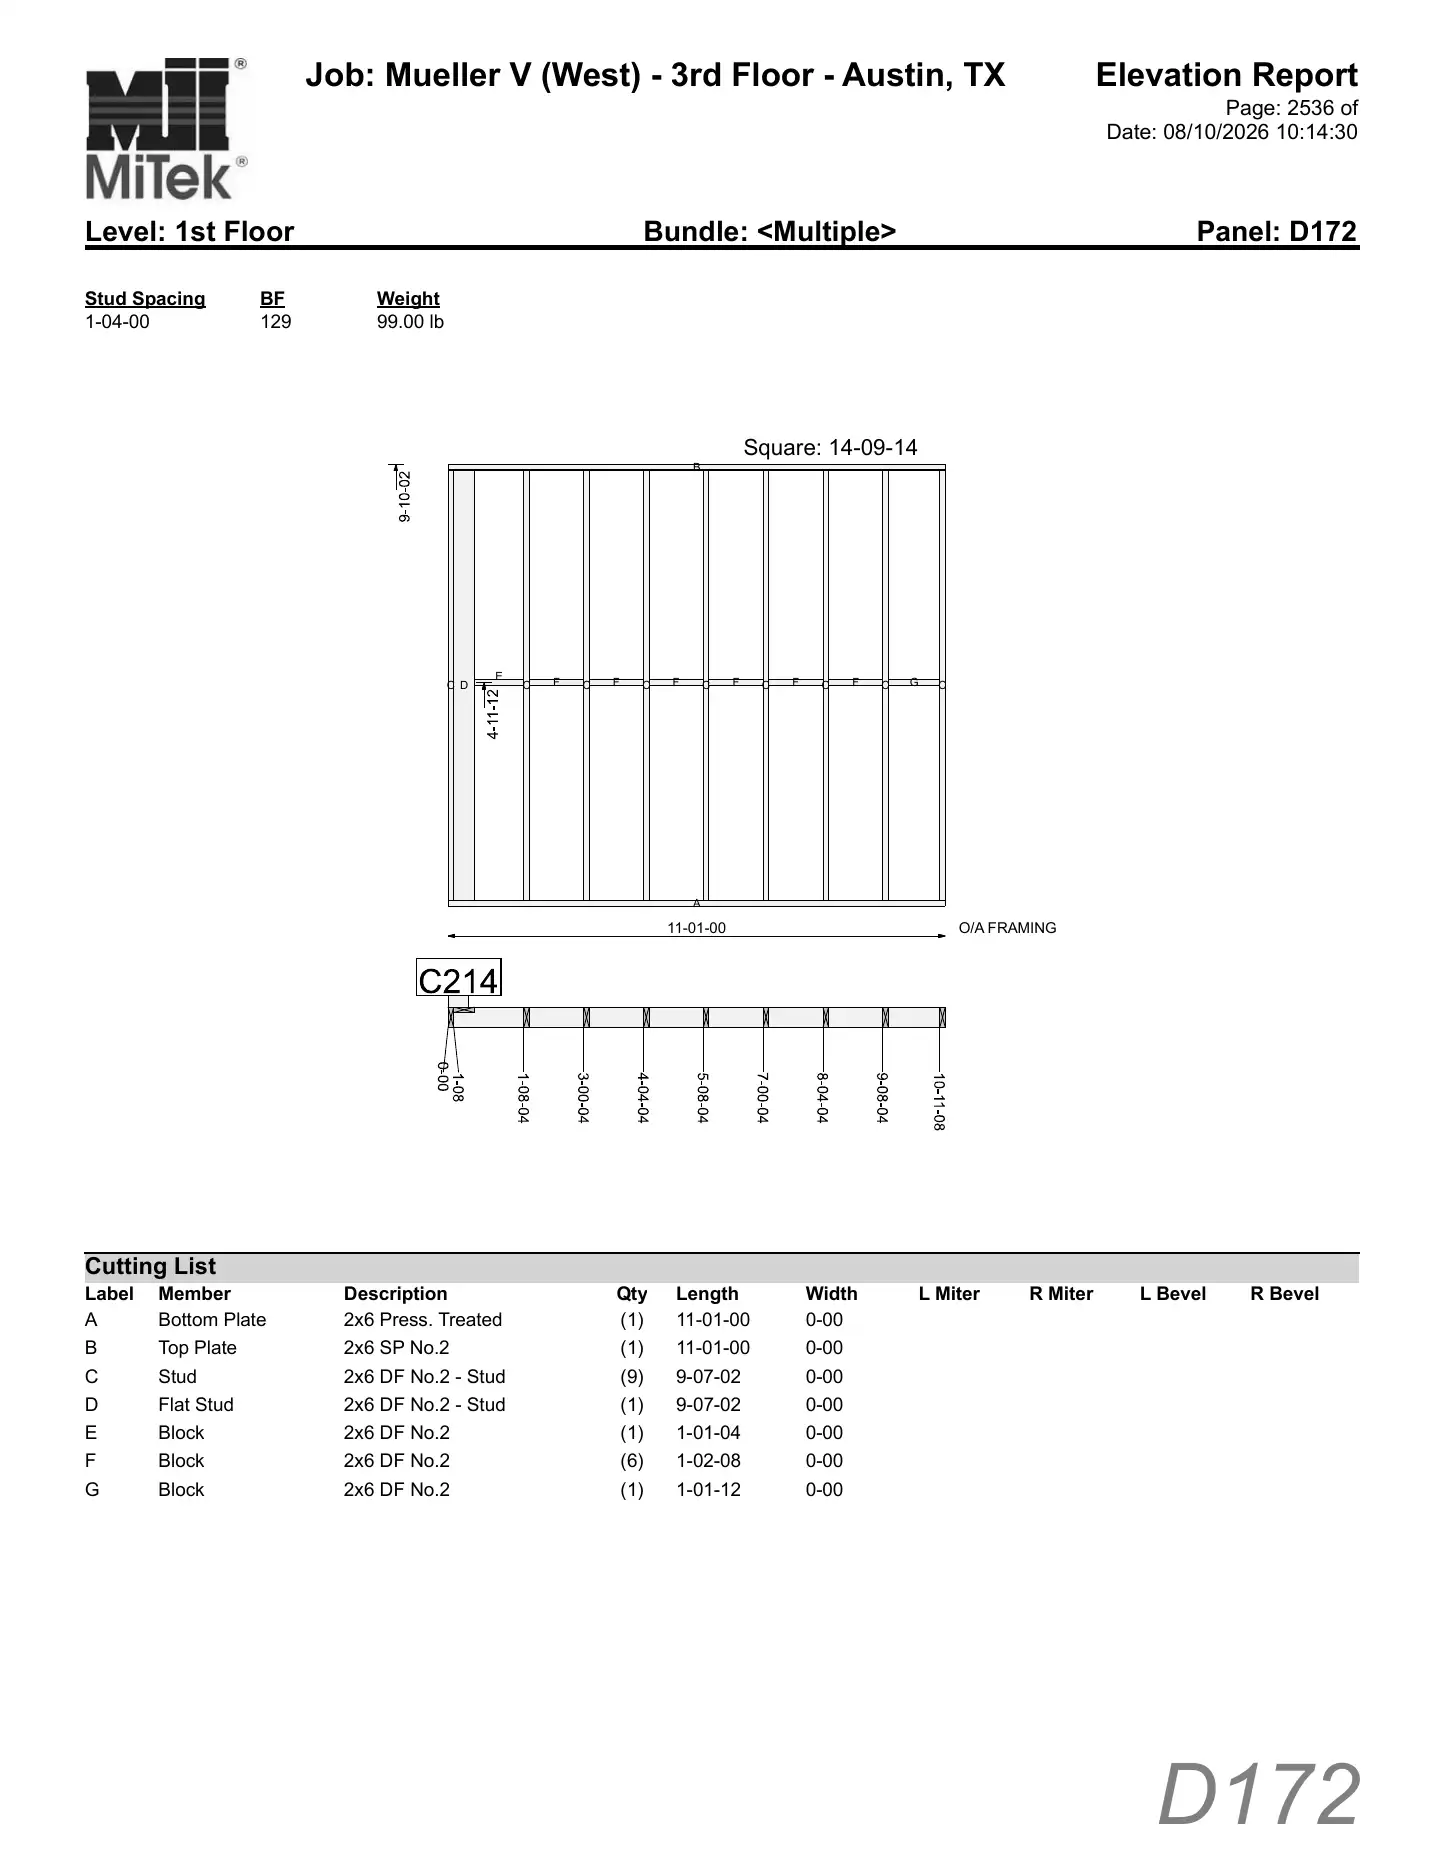 Job: Mueller V (West) - 3rd Floor - Austin, TX
Elevation Report
Page: 2536 of
Date: 08/10/2026 10:14:30
MiTek®
Level: 1st Floor Bundle: <Multiple> Panel: D172
Stud Spacing BF Weight
1-04-00 129 99.00 lb
Square: 14-09-14
B
9-10-02
C D E C F C F C F C F C F C F C G C
4-11-12
A
11-01-00 O/A FRAMING
C214
0-00 1-08 1-08-04 3-00-04 4-04-04 5-08-04 7-00-04 8-04-04 9-08-04 10-11-08
Cutting List
Label Member Description Qty Length Width L Miter R Miter L Bevel R Bevel
A Bottom Plate 2x6 Press. Treated (1) 11-01-00 0-00
B Top Plate 2x6 SP No.2 (1) 11-01-00 0-00
C Stud 2x6 DF No.2 - Stud (9) 9-07-02 0-00
D Flat Stud 2x6 DF No.2 - Stud (1) 9-07-02 0-00
E Block 2x6 DF No.2 (1) 1-01-04 0-00
F Block 2x6 DF No.2 (6) 1-02-08 0-00
G Block 2x6 DF No.2 (1) 1-01-12 0-00
D172